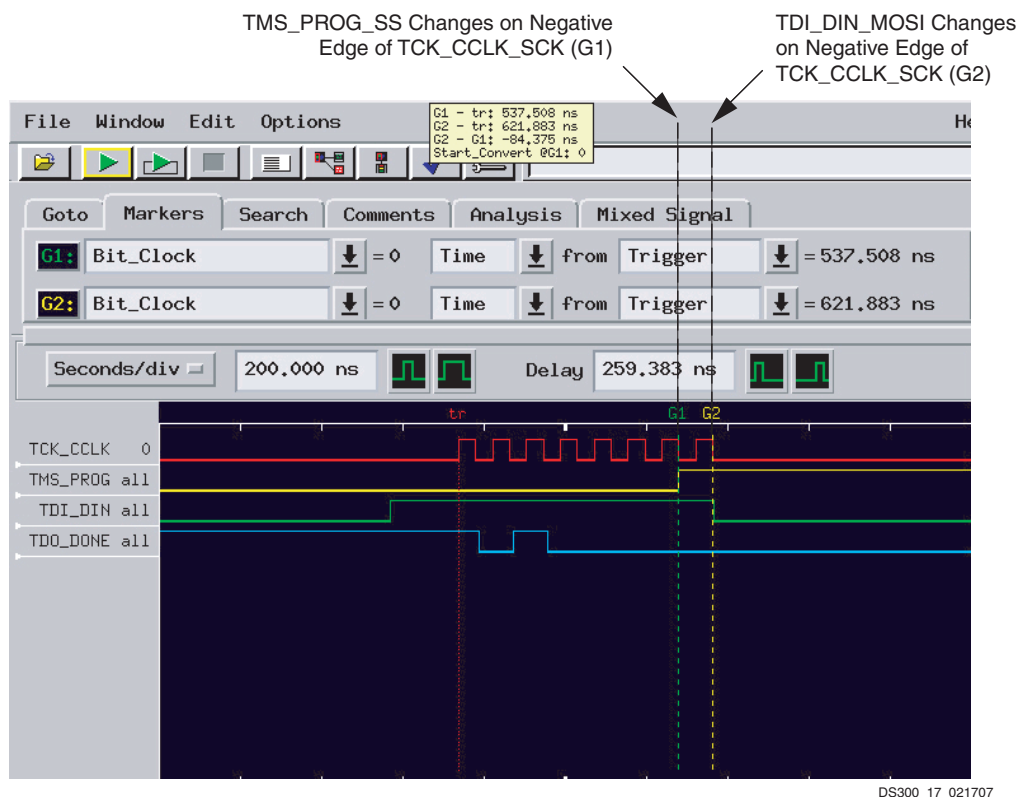 TMS_PROG_SS Changes on Negative
Edge of TCK_CCLK_SCK (G1)
TDI_DIN_MOSI Changes
on Negative Edge of
TCK_CCLK_SCK (G2)
File Window Edit Options He
G1 - tr: 537.508 ns
G2 - tr: 621.883 ns
G2 - G1: -84.375 ns
Start_Convert @G1: 0
Goto Markers Search Comments Analysis Mixed Signal
G1: Bit_Clock = 0 Time from Trigger = 537.508 ns
G2: Bit_Clock = 0 Time from Trigger = 621.883 ns
Seconds/div 200.000 ns Delay 259.383 ns
tr G1 G2
TCK_CCLK 0
TMS_PROG all
TDI_DIN all
TDO_DONE all
DS300_17_021707